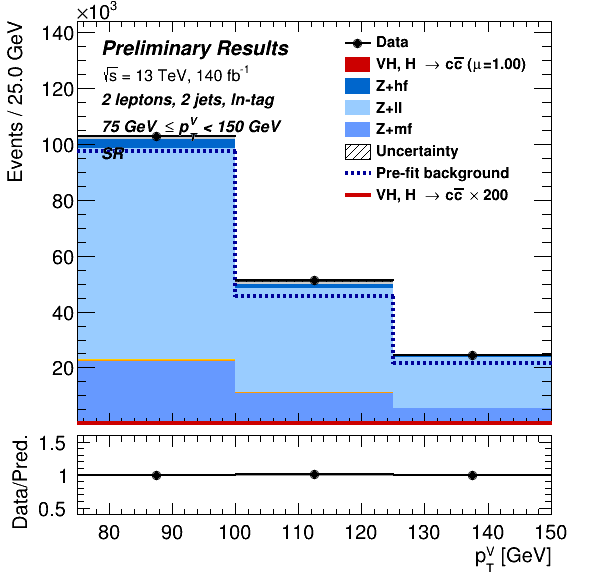 ×10³
Events / 25.0 GeV
140
120
100
80
60
40
20
Preliminary Results
√s = 13 TeV, 140 fb⁻¹
2 leptons, 2 jets, ln-tag
75 GeV ≤ p_T^V < 150 GeV
SR
Data
VH, H → cc̅ (μ=1.00)
Z+hf
Z+ll
Z+mf
Uncertainty
Pre-fit background
VH, H → cc̅ × 200
Data/Pred.
1.5
1
0.5
80 90 100 110 120 130 140 150
p_T^V [GeV]